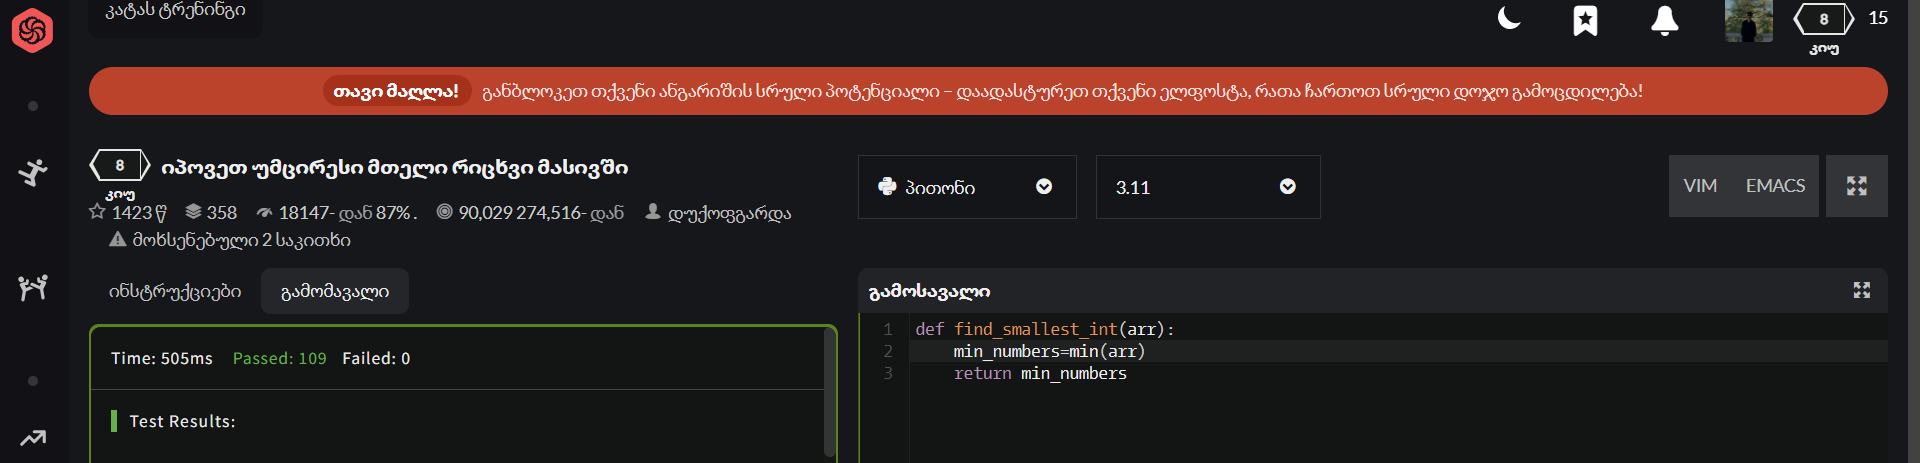 კატას ტრენინგი
8 15
კიუ
თავი მაღლა! განბლოკეთ თქვენი ანგარიშის სრული პოტენციალი – დაადასტურეთ თქვენი ელფოსტა, რათა ჩართოთ სრული დოჯო გამოცდილება!
8 იპოვეთ უმცირესი მთელი რიცხვი მასივში
კიუ
პითონი 3.11 VIM EMACS
1423 წ 358 18147- დან 87% . 90,029 274,516- დან დუქოფგარდა
მოხსენებული 2 საკითხი
ინსტრუქციები გამომავალი
გამოსავალი
Time: 505ms Passed: 109 Failed: 0
Test Results:
1 def find_smallest_int(arr):
2     min_numbers=min(arr)
3     return min_numbers